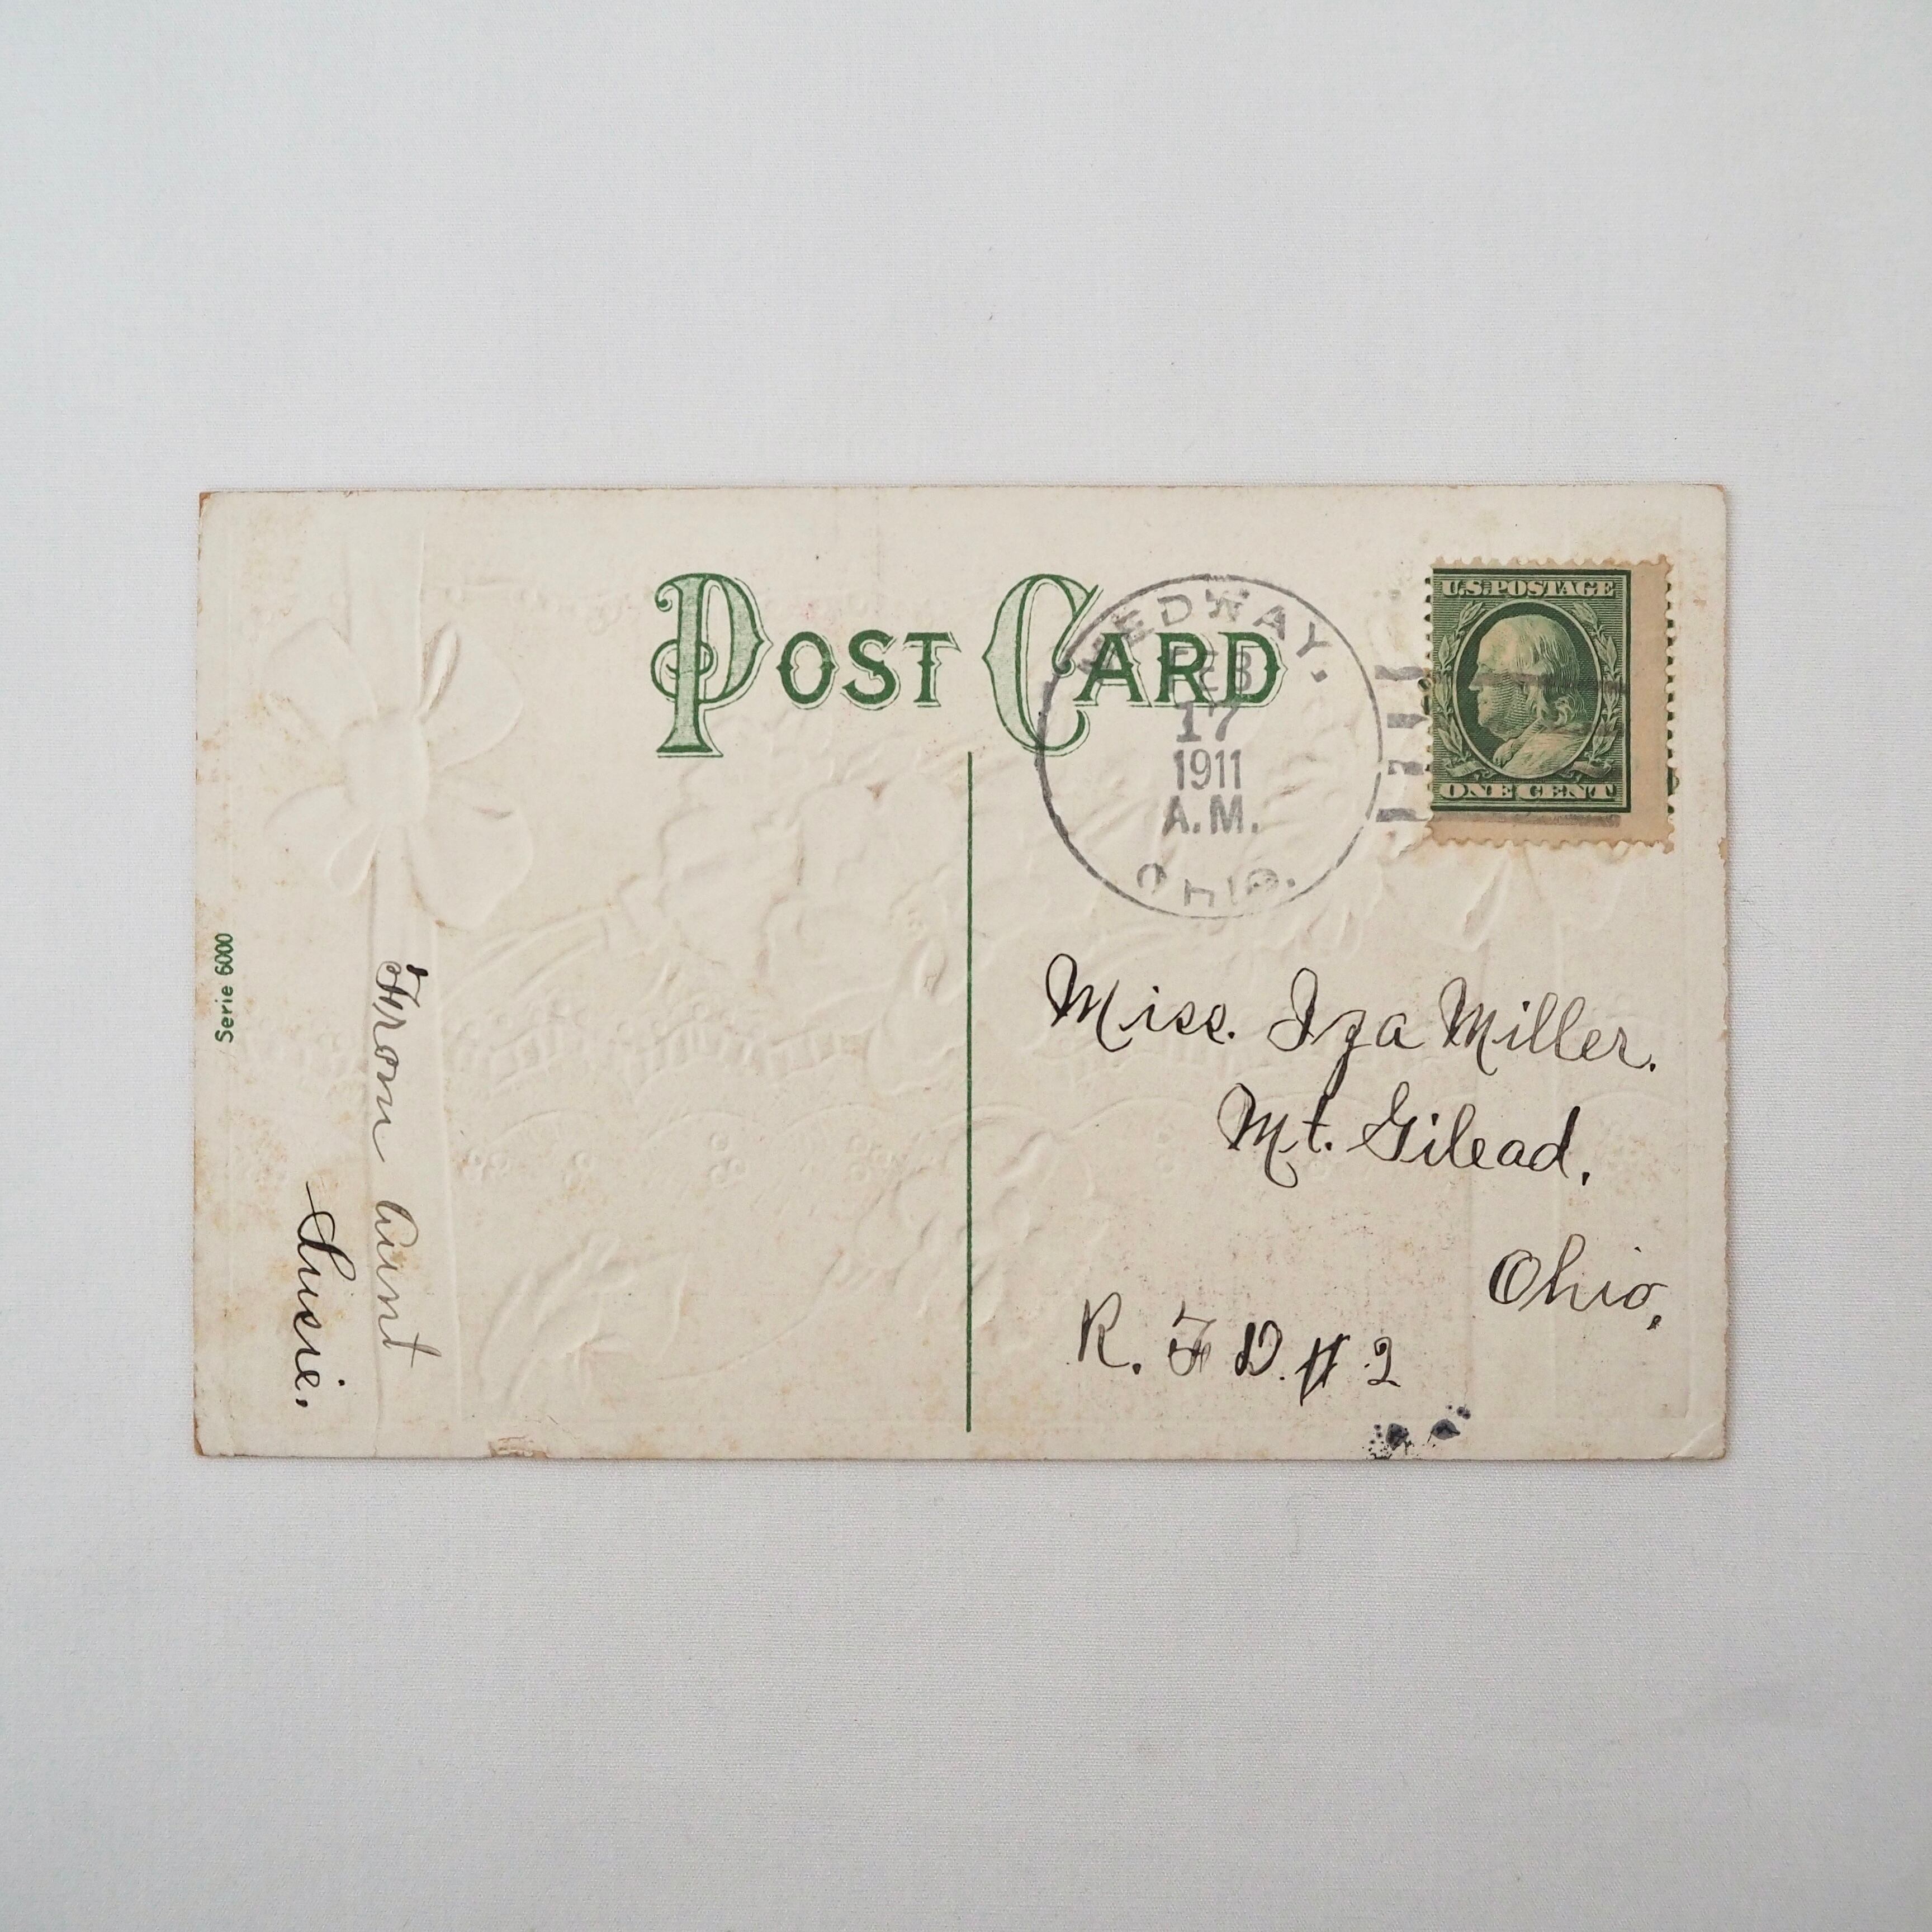 POST CARD
MEDWAY.
FEB
17
1911
A.M.
OHIO.
U.S. POSTAGE
ONE CENT
Serie 6000
From Aunt
Susie.
Miss. Iza Miller.
Mt. Gilead.
Ohio,
R. F D. # 2